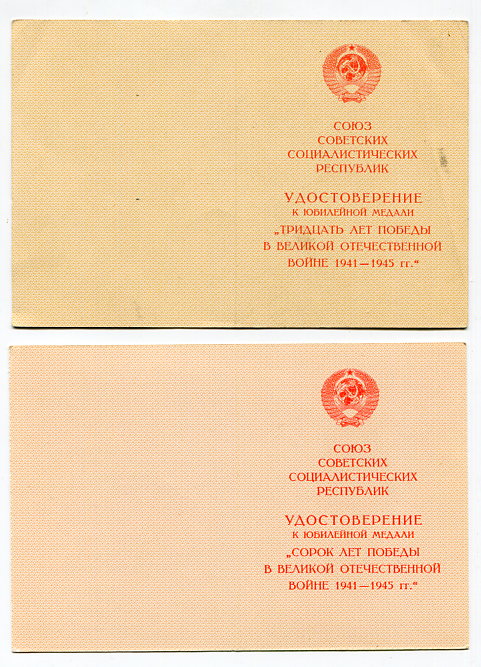 СОЮЗ
СОВЕТСКИХ
СОЦИАЛИСТИЧЕСКИХ
РЕСПУБЛИК
УДОСТОВЕРЕНИЕ
К ЮБИЛЕЙНОЙ МЕДАЛИ
„ТРИДЦАТЬ ЛЕТ ПОБЕДЫ
В ВЕЛИКОЙ ОТЕЧЕСТВЕННОЙ
ВОЙНЕ 1941—1945 гг.“
СОЮЗ
СОВЕТСКИХ
СОЦИАЛИСТИЧЕСКИХ
РЕСПУБЛИК
УДОСТОВЕРЕНИЕ
К ЮБИЛЕЙНОЙ МЕДАЛИ
„СОРОК ЛЕТ ПОБЕДЫ
В ВЕЛИКОЙ ОТЕЧЕСТВЕННОЙ
ВОЙНЕ 1941—1945 гг.“